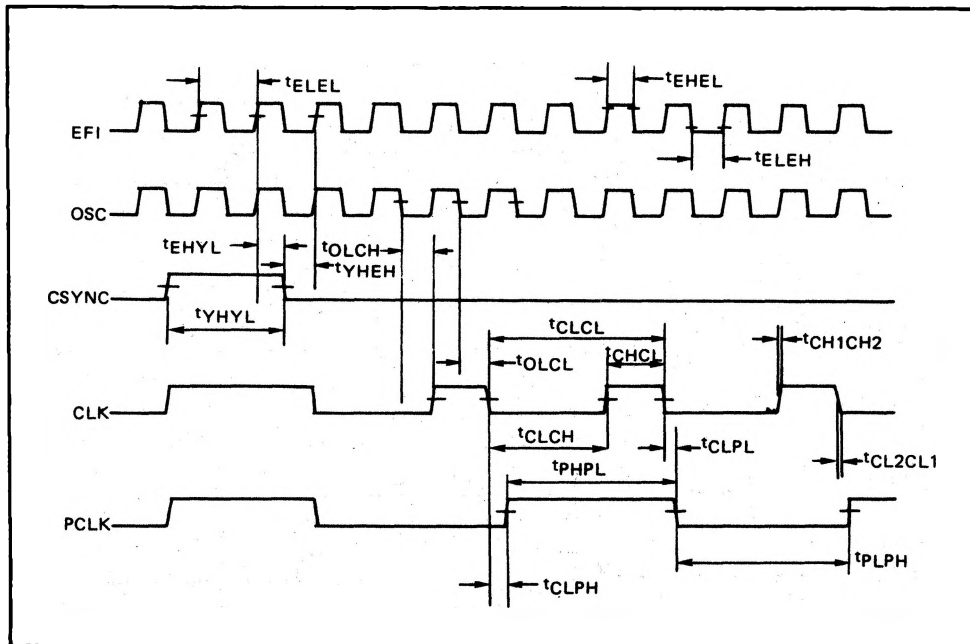 tELEL
tEHEL
EFI
tELEH
OSC
tEHYL
tOLCH
tYHEH
CSYNC
tYHYL
tCLCL
tCH1CH2
tOLCL
tCHCL
CLK
tCLCH
tCLPL
tPHPL
tCL2CL1
PCLK
tPLPH
tCLPH